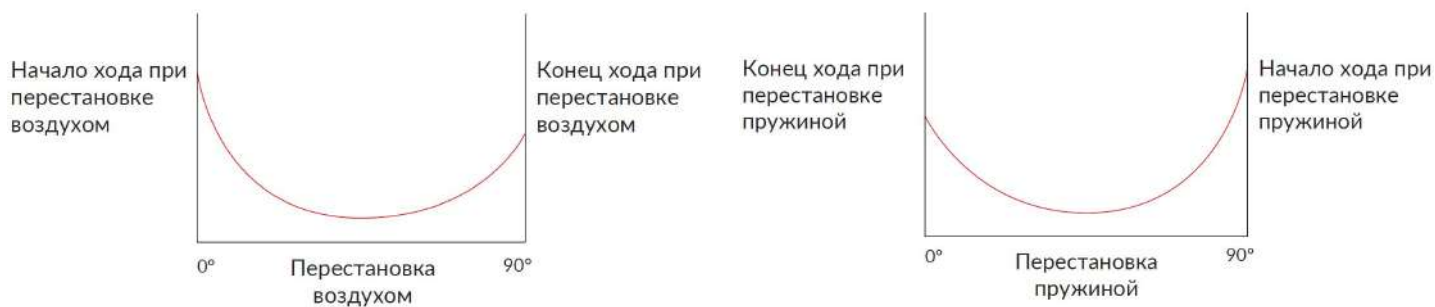 Начало хода при
перестановке
воздухом
Конец хода при
перестановке
воздухом
0°
Перестановка
воздухом
90°
Конец хода при
перестановке
пружиной
Начало хода при
перестановке
пружиной
0°
Перестановка
пружиной
90°